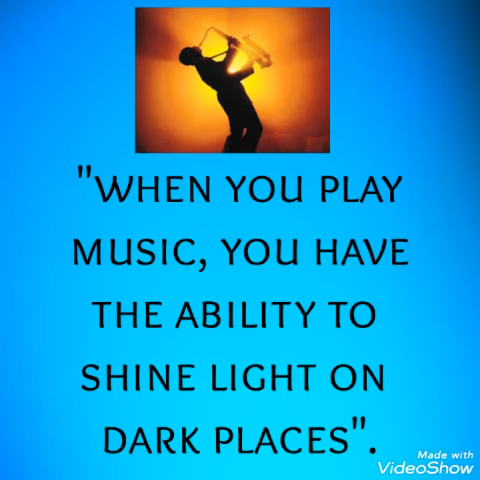 "WHEN YOU PLAY
MUSIC, YOU HAVE
THE ABILITY TO
SHINE LIGHT ON
DARK PLACES".
Made with
VideoShow